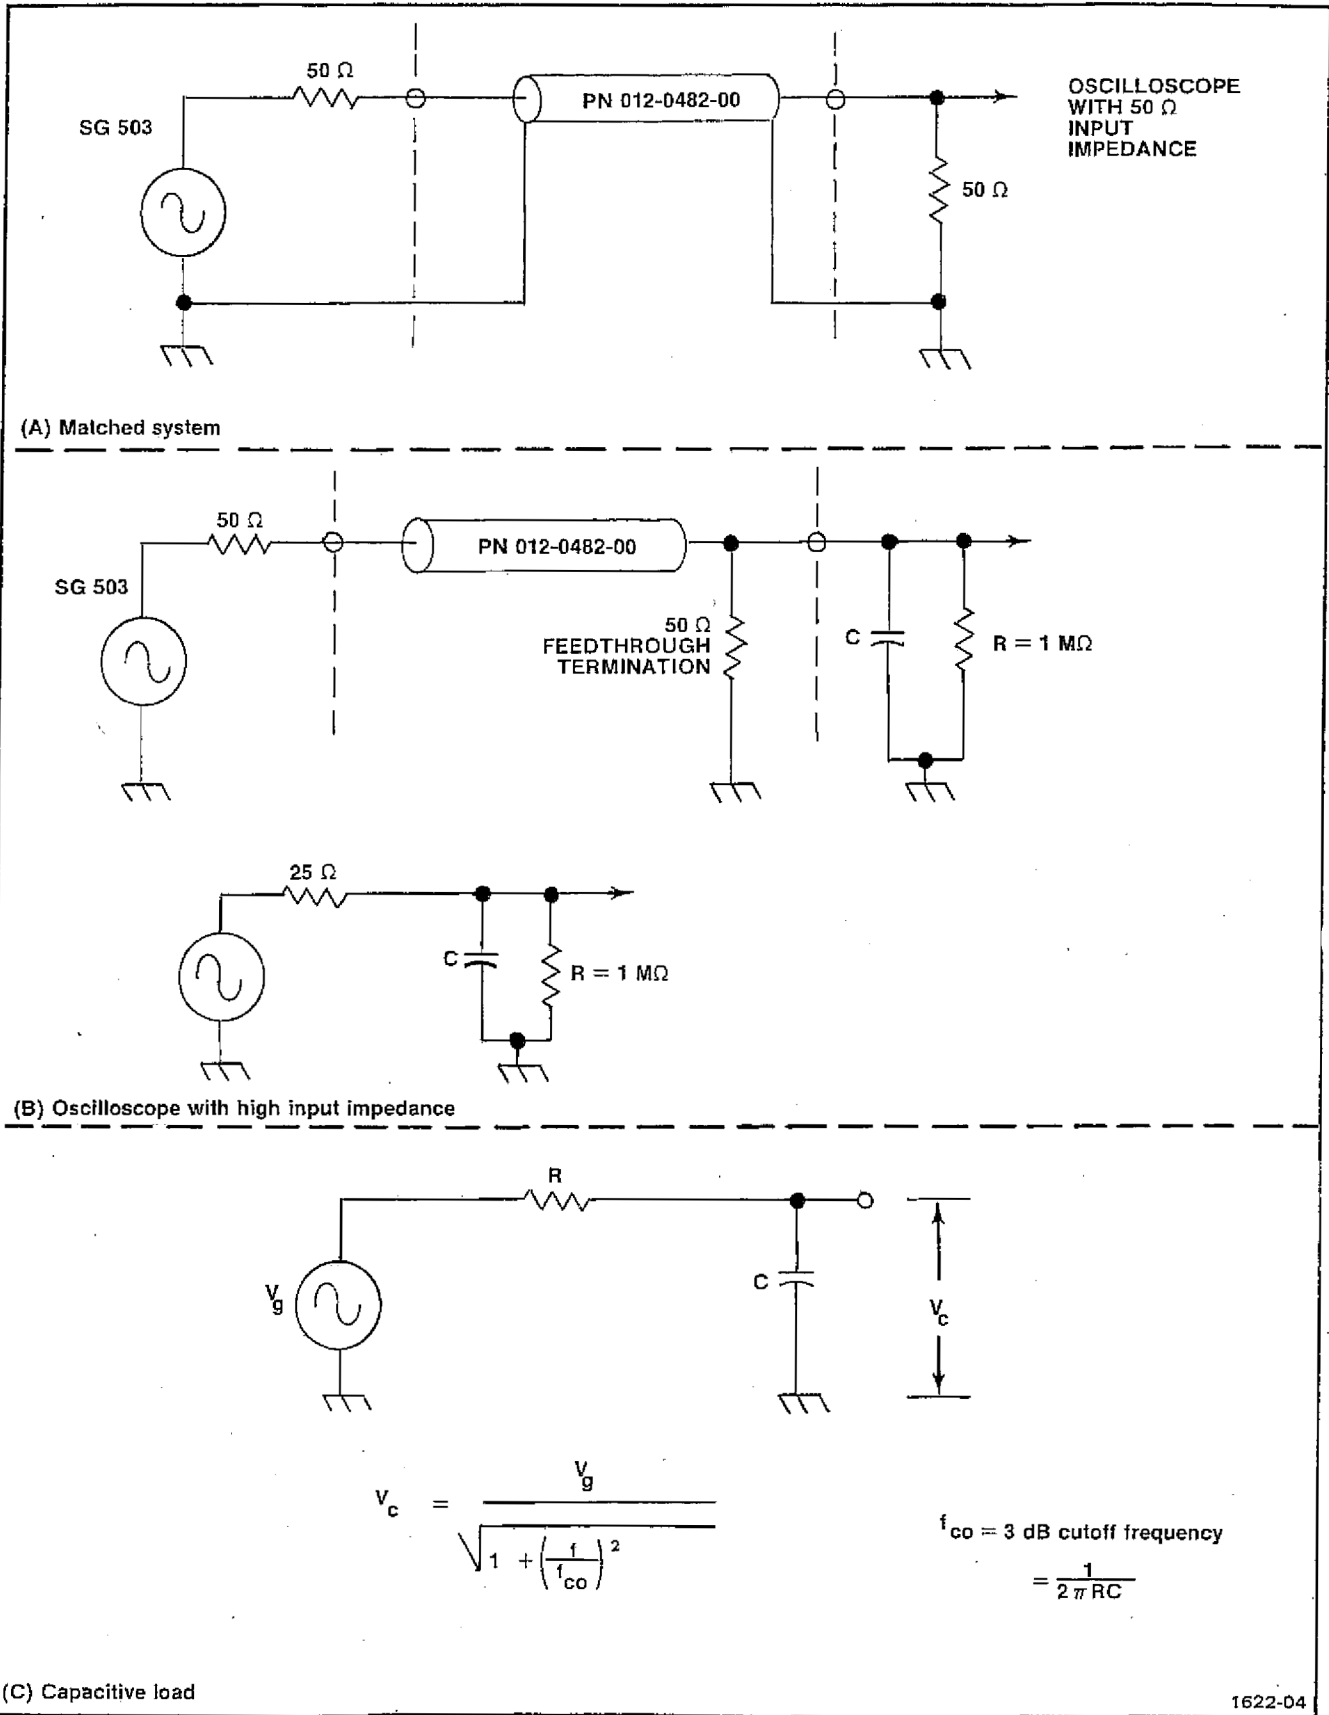 50 Ω
SG 503
PN 012-0482-00
OSCILLOSCOPE
WITH 50 Ω
INPUT
IMPEDANCE
50 Ω
(A) Matched system
50 Ω
SG 503
PN 012-0482-00
50 Ω
FEEDTHROUGH
TERMINATION
C
R = 1 MΩ
25 Ω
C
R = 1 MΩ
(B) Oscilloscope with high input impedance
R
Vg
C
Vc
Vc = Vg / √(1 + (f / fco)²)
fco = 3 dB cutoff frequency
= 1 / 2 π RC
(C) Capacitive load
1622-04